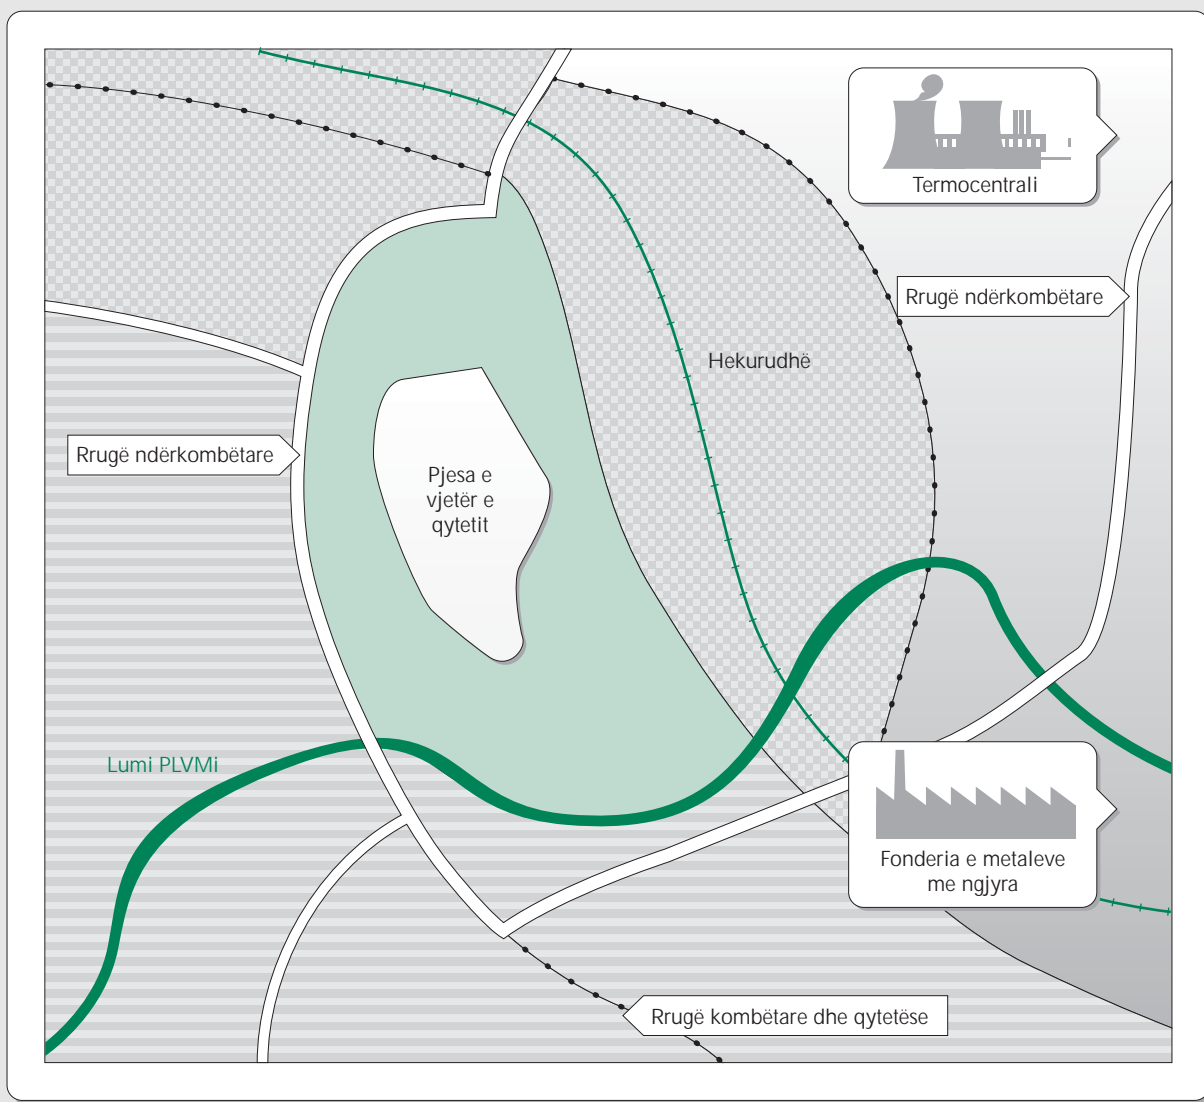 Termocentrali
Rrugë ndërkombëtare
Hekurudhë
Rrugë ndërkombëtare
Pjesa e
vjetër e
qytetit
Lumi PLVMi
Fonderia e metaleve
me ngjyra
Rrugë kombëtare dhe qytetëse